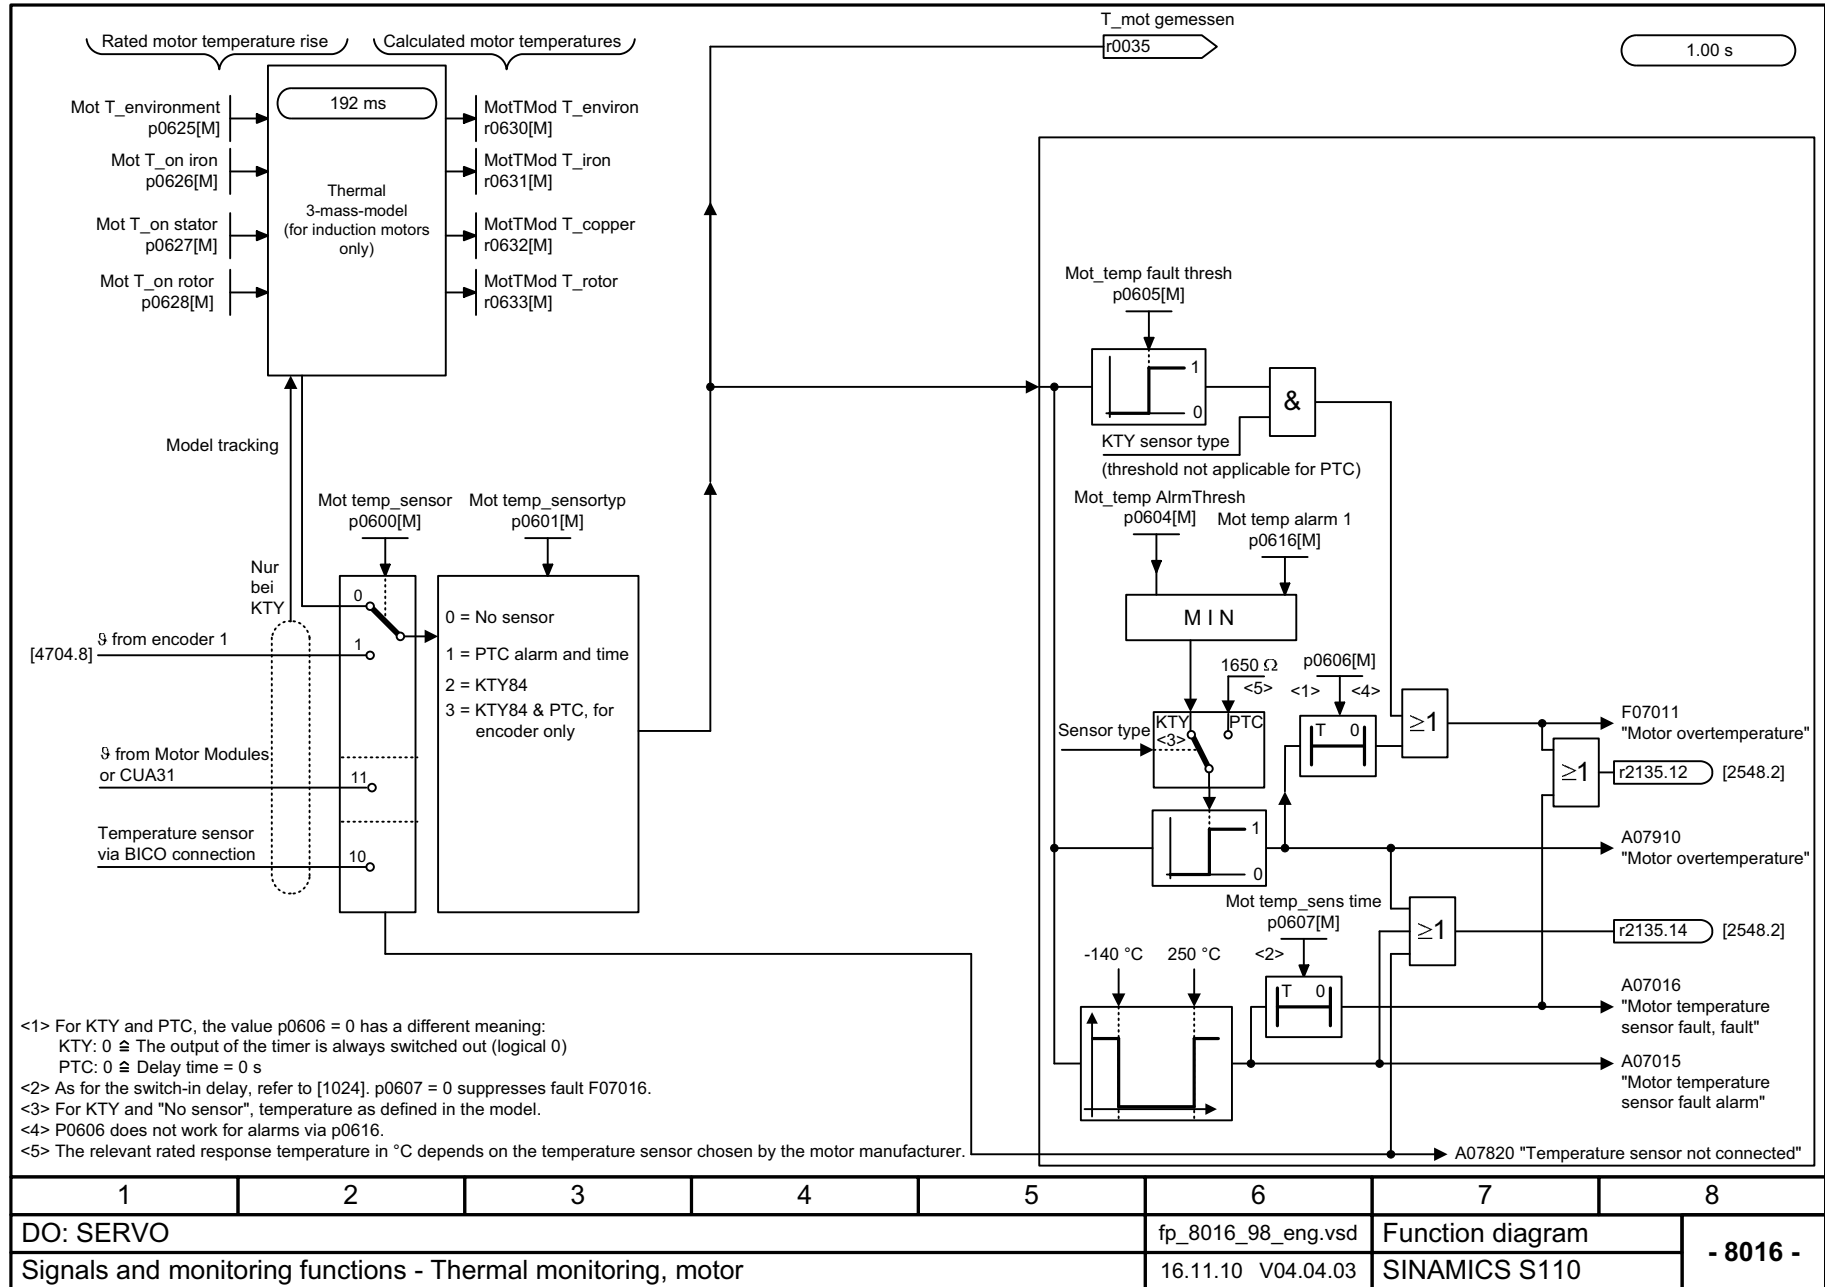 T_mot gemessen
r0035
1.00 s
Rated motor temperature rise
Calculated motor temperatures
192 ms
Mot T_environment
p0625[M]
Mot T_on iron
p0626[M]
Mot T_on stator
p0627[M]
Mot T_on rotor
p0628[M]
Thermal
3-mass-model
(for induction motors
only)
MotTMod T_environ
r0630[M]
MotTMod T_iron
r0631[M]
MotTMod T_copper
r0632[M]
MotTMod T_rotor
r0633[M]
Model tracking
Mot temp_sensor
p0600[M]
Mot temp_sensortyp
p0601[M]
Nur
bei
KTY
0
1
11
10
[4704.8]
ϑ from encoder 1
ϑ from Motor Modules
or CUA31
Temperature sensor
via BICO connection
0 = No sensor
1 = PTC alarm and time
2 = KTY84
3 = KTY84 & PTC, for
encoder only
Mot_temp fault thresh
p0605[M]
1
0
&
KTY sensor type
(threshold not applicable for PTC)
Mot_temp AlrmThresh
p0604[M]
Mot temp alarm 1
p0616[M]
M I N
1650 Ω
<5>
p0606[M]
<1> <4>
Sensor type
KTY
<3>
PTC
T 0
≥1
F07011
"Motor overtemperature"
≥1
r2135.12 [2548.2]
1
0
A07910
"Motor overtemperature"
Mot temp_sens time
p0607[M]
<2>
T 0
≥1
r2135.14 [2548.2]
-140 °C 250 °C
A07016
"Motor temperature
sensor fault, fault"
A07015
"Motor temperature
sensor fault alarm"
A07820 "Temperature sensor not connected"
<1> For KTY and PTC, the value p0606 = 0 has a different meaning:
KTY: 0 ≙ The output of the timer is always switched out (logical 0)
PTC: 0 ≙ Delay time = 0 s
<2> As for the switch-in delay, refer to [1024]. p0607 = 0 suppresses fault F07016.
<3> For KTY and "No sensor", temperature as defined in the model.
<4> P0606 does not work for alarms via p0616.
<5> The relevant rated response temperature in °C depends on the temperature sensor chosen by the motor manufacturer.
1 2 3 4 5 6 7 8
DO: SERVO
fp_8016_98_eng.vsd
Function diagram
- 8016 -
Signals and monitoring functions - Thermal monitoring, motor
16.11.10 V04.04.03
SINAMICS S110